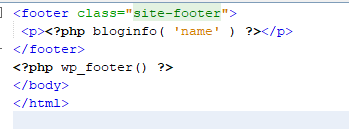 <footer class="site-footer">
<p><?php bloginfo( 'name' ) ?></p>
</footer>
<?php wp_footer() ?>
</body>
</html>